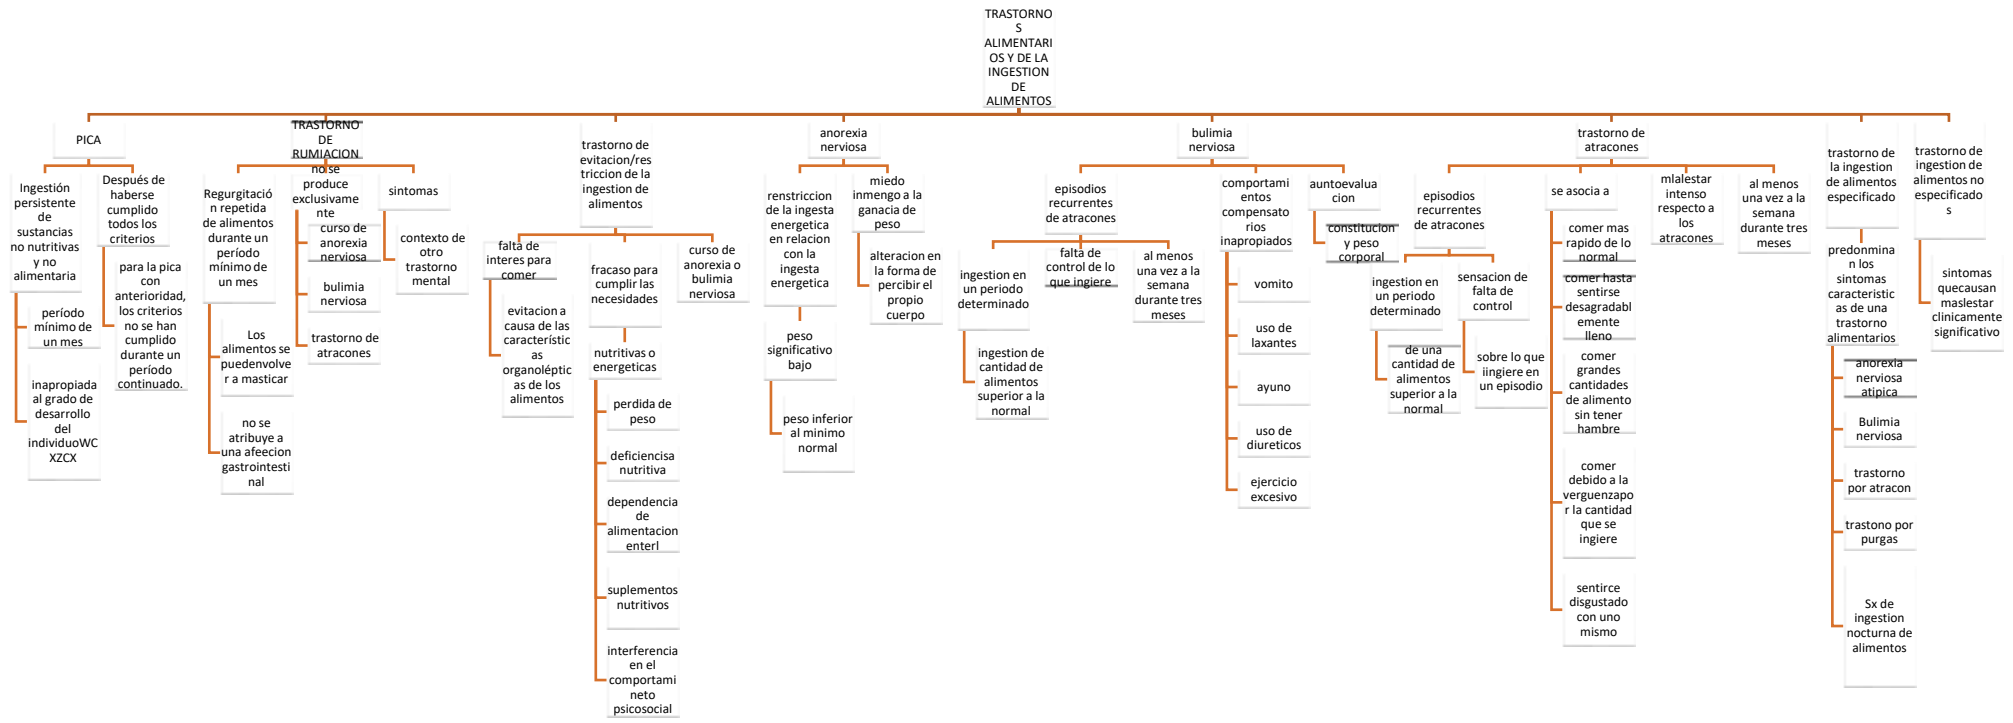 TRASTORNO
S
ALIMENTARI
OS Y DE LA
INGESTION
DE
ALIMENTOS
PICA
Ingestión
persistente
de
sustancias
no nutritivas
y no
alimentaria
período
mínimo de
un mes
inapropiada
al grado de
desarrollo
del
individuoWC
XZCX
Después de
haberse
cumplido
todos los
criterios
para la pica
con
anterioridad,
los criterios
no se han
cumplido
durante un
período
continuado.
TRASTORNO
DE
RUMIACION
Regurgitació
n repetida
de alimentos
durante un
período
mínimo de
un mes
Los
alimentos se
puedenvolve
r a masticar
no se
atribuye a
una afeecion
gastrointesti
nal
no se
produce
exclusivame
nte
curso de
anorexia
nerviosa
bulimia
nerviosa
trastorno de
atracones
sintomas
contexto de
otro
trastorno
mental
trastorno de
evitacion/res
triccion de la
ingestion de
alimentos
falta de
interes para
comer
evitacion a
causa de las
característic
as
organoléptic
as de los
alimentos
fracaso para
cumplir las
necesidades
nutritivas o
energeticas
perdida de
peso
deficiencisa
nutritiva
dependencia
de
alimentacion
enterl
suplementos
nutritivos
interferencia
en el
comportami
neto
psicosocial
curso de
anorexia o
bulimia
nerviosa
anorexia
nerviosa
renstriccion
de la ingesta
energetica
en relacion
con la
ingesta
energetica
peso
significativo
bajo
peso inferior
al minimo
normal
miedo
inmengo a la
ganacia de
peso
alteracion en
la forma de
percibir el
propio
cuerpo
bulimia
nerviosa
episodios
recurrentes
de atracones
ingestion en
un periodo
determinado
ingestion de
cantidad de
alimentos
superior a la
normal
falta de
control de lo
que ingiere
al menos
una vez a la
semana
durante tres
meses
comportami
entos
compensato
rios
inapropiados
vomito
uso de
laxantes
ayuno
uso de
diureticos
ejercicio
excesivo
auntoevalua
cion
constitucion
y peso
corporal
trastorno de
atracones
episodios
recurrentes
de atracones
ingestion en
un periodo
determinado
de una
cantidad de
alimentos
superior a la
normal
sensacion de
falta de
control
sobre lo que
iingiere en
un episodio
se asocia a
comer mas
rapido de lo
normal
comer hasta
sentirse
desagradabl
emente
lleno
comer
grandes
cantidades
de alimento
sin tener
hambre
comer
debido a la
verguenzapo
r la cantidad
que se
ingiere
sentirce
disgustado
con uno
mismo
mlalestar
intenso
respecto a
los
atracones
al menos
una vez a la
semana
durante tres
meses
trastorno de
la ingestion
de alimentos
especificado
predonmina
n los
sintomas
caracteristic
as de una
trastorno
alimentarios
anorexia
nerviosa
atipica
Bulimia
nerviosa
trastorno
por atracon
trastono por
purgas
Sx de
ingestion
nocturna de
alimentos
trastorno de
ingestion de
alimentos no
especificado
s
sintomas
quecausan
maslestar
clinicamente
significativo